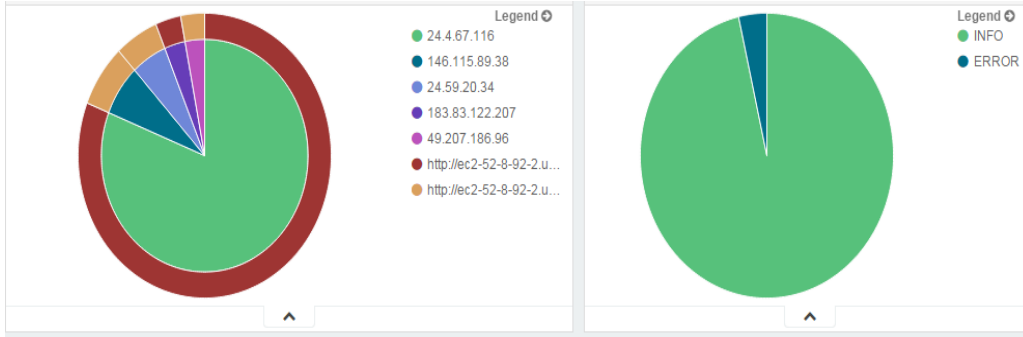 Legend
24.4.67.116
146.115.89.38
24.59.20.34
183.83.122.207
49.207.186.96
http://ec2-52-8-92-2.u...
http://ec2-52-8-92-2.u...
Legend
INFO
ERROR